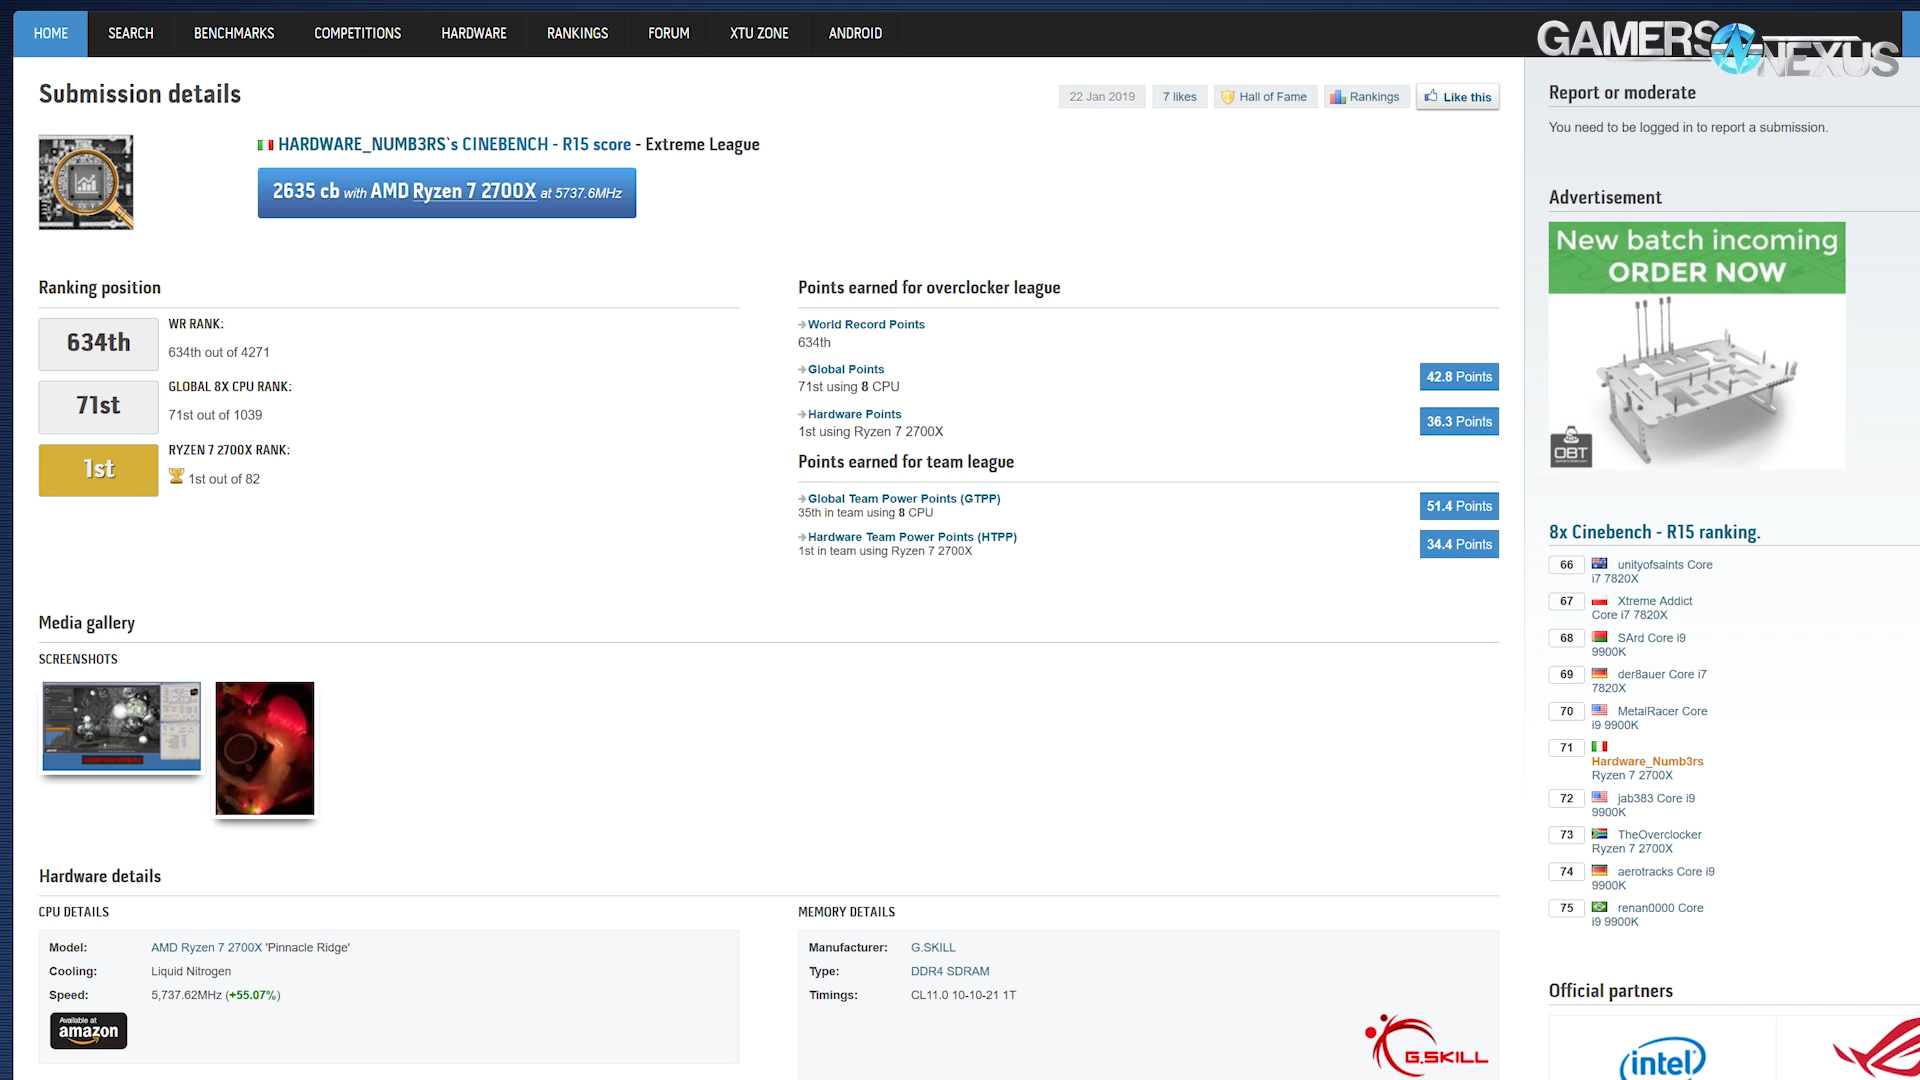 HOME SEARCH BENCHMARKS COMPETITIONS HARDWARE RANKINGS FORUM XTU ZONE ANDROID
GAMERS NEXUS
Submission details
22 Jan 2019 7 likes Hall of Fame Rankings Like this
HARDWARE_NUMB3RS`s CINEBENCH - R15 score - Extreme League
2635 cb with AMD Ryzen 7 2700X at 5737.6MHz
Ranking position
634th
WR RANK:
634th out of 4271
71st
GLOBAL 8X CPU RANK:
71st out of 1039
1st
RYZEN 7 2700X RANK:
1st out of 82
Points earned for overclocker league
World Record Points
634th
Global Points
71st using 8 CPU
42.8 Points
Hardware Points
1st using Ryzen 7 2700X
36.3 Points
Points earned for team league
Global Team Power Points (GTPP)
35th in team using 8 CPU
51.4 Points
Hardware Team Power Points (HTPP)
1st in team using Ryzen 7 2700X
34.4 Points
Media gallery
SCREENSHOTS
Hardware details
CPU DETAILS
Model: AMD Ryzen 7 2700X 'Pinnacle Ridge'
Cooling: Liquid Nitrogen
Speed: 5,737.62MHz (+55.07%)
Available at
amazon
MEMORY DETAILS
Manufacturer: G.SKILL
Type: DDR4 SDRAM
Timings: CL11.0 10-10-21 1T
G.SKILL
Report or moderate
You need to be logged in to report a submission.
Advertisement
New batch incoming
ORDER NOW
OBT
8x Cinebench - R15 ranking.
66 unityofsaints Core
i7 7820X
67 Xtreme Addict
Core i7 7820X
68 SArd Core i9
9900K
69 der8auer Core i7
7820X
70 MetalRacer Core
i9 9900K
71
Hardware_Numb3rs
Ryzen 7 2700X
72 jab383 Core i9
9900K
73 TheOverclocker
Ryzen 7 2700X
74 aerotracks Core i9
9900K
75 renan0000 Core
i9 9900K
Official partners
intel